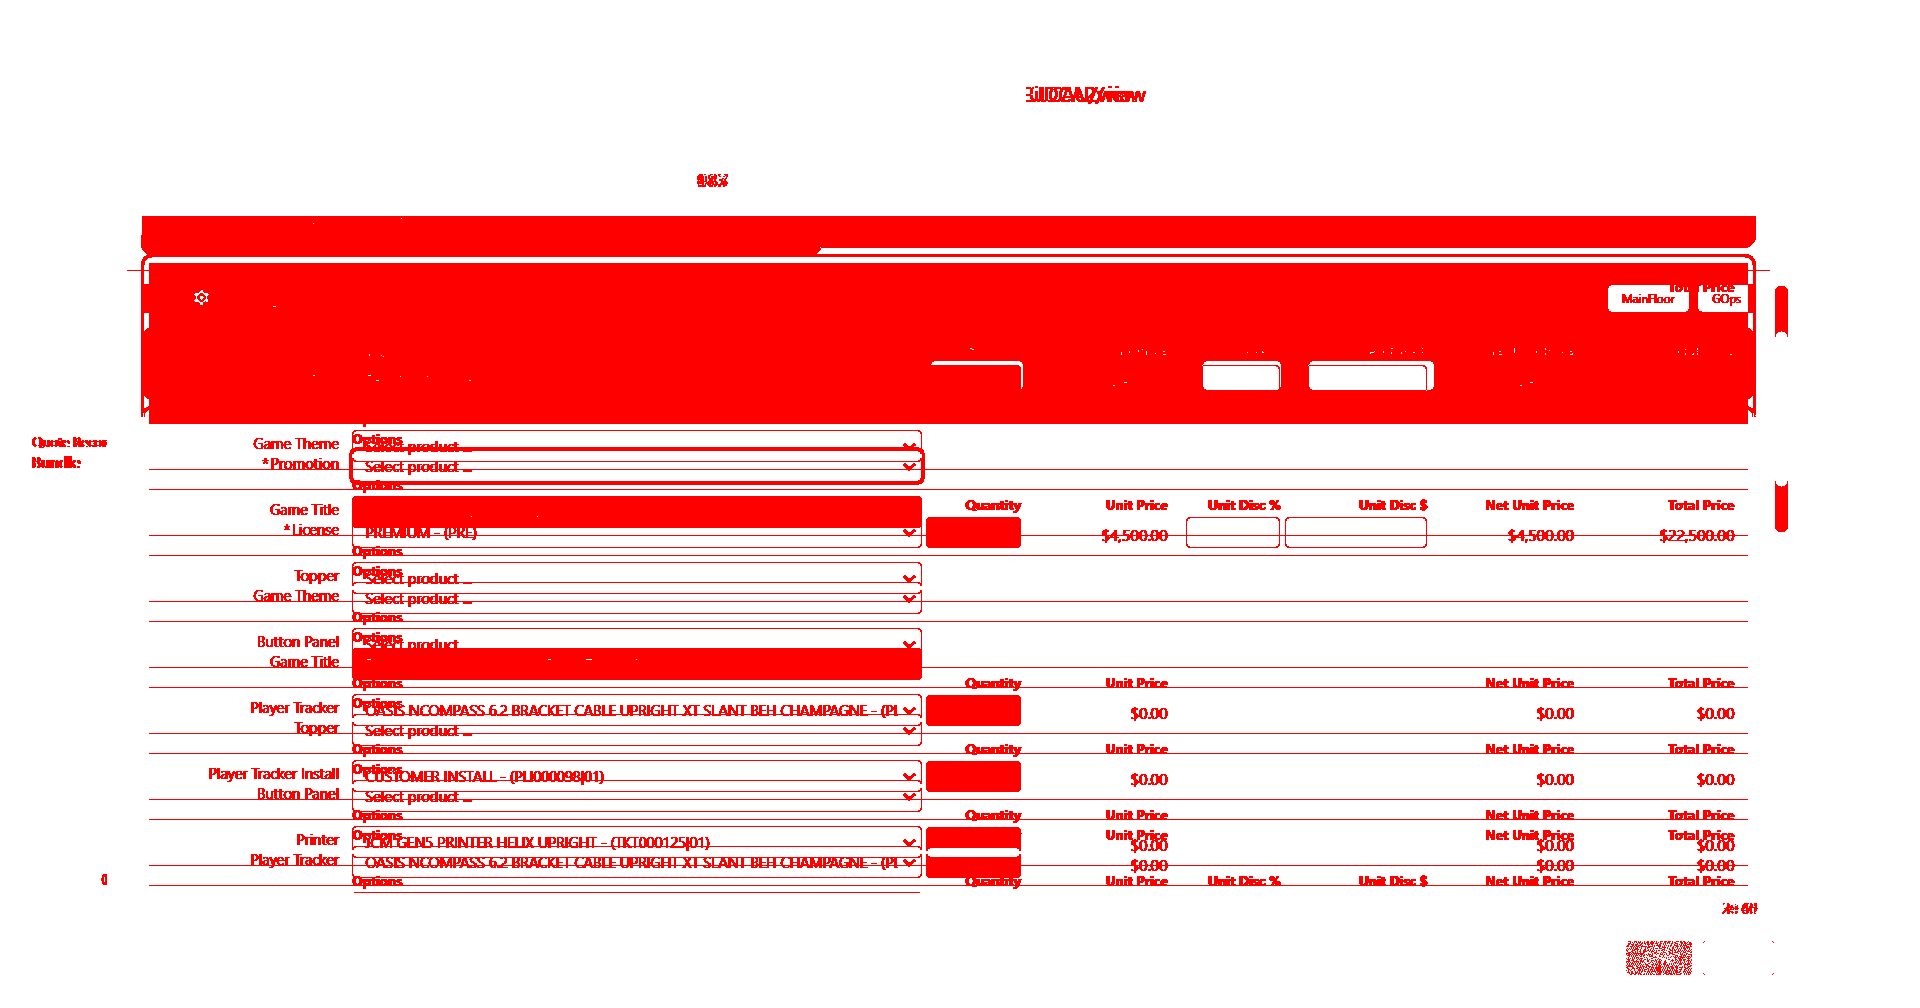 Total Price
MainFloor GOps
Game Theme Options
Select product ...
*Promotion Select product ...
Bundle
Options
Game Title Quantity Unit Price Unit Disc % Unit Disc $ Net Unit Price Total Price
*License PREMIUM - (PRE) $4,500.00 $4,500.00 $22,500.00
Options
Topper Options
Select product ...
Game Theme Select product ...
Options
Button Panel Options
Select product
Game Title
Options Quantity Unit Price Net Unit Price Total Price
Player Tracker Options
OASIS NCOMPASS 6.2 BRACKET CABLE UPRIGHT XT SLANT BEH CHAMPAGNE - (PL $0.00 $0.00 $0.00
Topper Select product ...
Options Quantity Unit Price Net Unit Price Total Price
Player Tracker Install CUSTOMER INSTALL - (PLI000098|01) $0.00 $0.00 $0.00
Button Panel Select product ...
Options Quantity Unit Price Net Unit Price Total Price
Printer Options Unit Price Net Unit Price Total Price
JCM GEN5 PRINTER HELIX UPRIGHT - (TKT000125|01) $0.00 $0.00 $0.00
Player Tracker OASIS NCOMPASS 6.2 BRACKET CABLE UPRIGHT XT SLANT BEH CHAMPAGNE - (PL $0.00 $0.00 $0.00
Options Quantity Unit Price Unit Disc % Unit Disc $ Net Unit Price Total Price